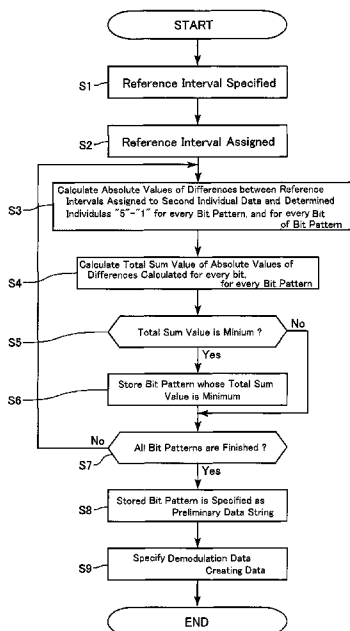 START
S1
Reference Interval Specified
S2
Reference Interval Assigned
S3
Calculate Absolute Values of Differences between Reference
Intervals Assigned to Second Individual Data and Determined
Individulas "5"-"1" for every Bit Pattern, and for every Bit
of Bit Pattern
S4
Calculate Total Sum Value of Absolute Values of
Differences Calculated for every bit,
for every Bit Pattern
S5
Total Sum Value is Minium ?
No
Yes
S6
Store Bit Pattern whose Total Sum
Value is Minimum
No
All Bit Patterns are Finished ?
S7
Yes
S8
Stored Bit Pattern is Specified as
Preliminary Data String
S9
Specify Demodulation Data
Creating Data
END